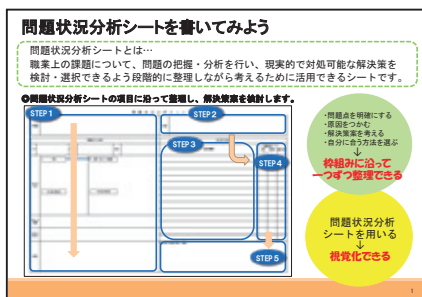 問題状況分析シートを書いてみよう
問題状況分析シートとは…
職業上の課題について、問題の把握・分析を行い、現実的で対処可能な解決策を
検討・選択できるよう段階的に整理しながら考えるために活用できるシートです。
◎問題状況分析シートの項目に沿って整理し、解決策案を検討します。
STEP1
STEP2
STEP3
STEP4
STEP5
・問題点を明確にする
・原因をつかむ
・解決策案を考える
・自分に合う方法を選ぶ
↓
枠組みに沿って
一つずつ整理できる
問題状況分析
シートを用いる
↓
視覚化できる
1